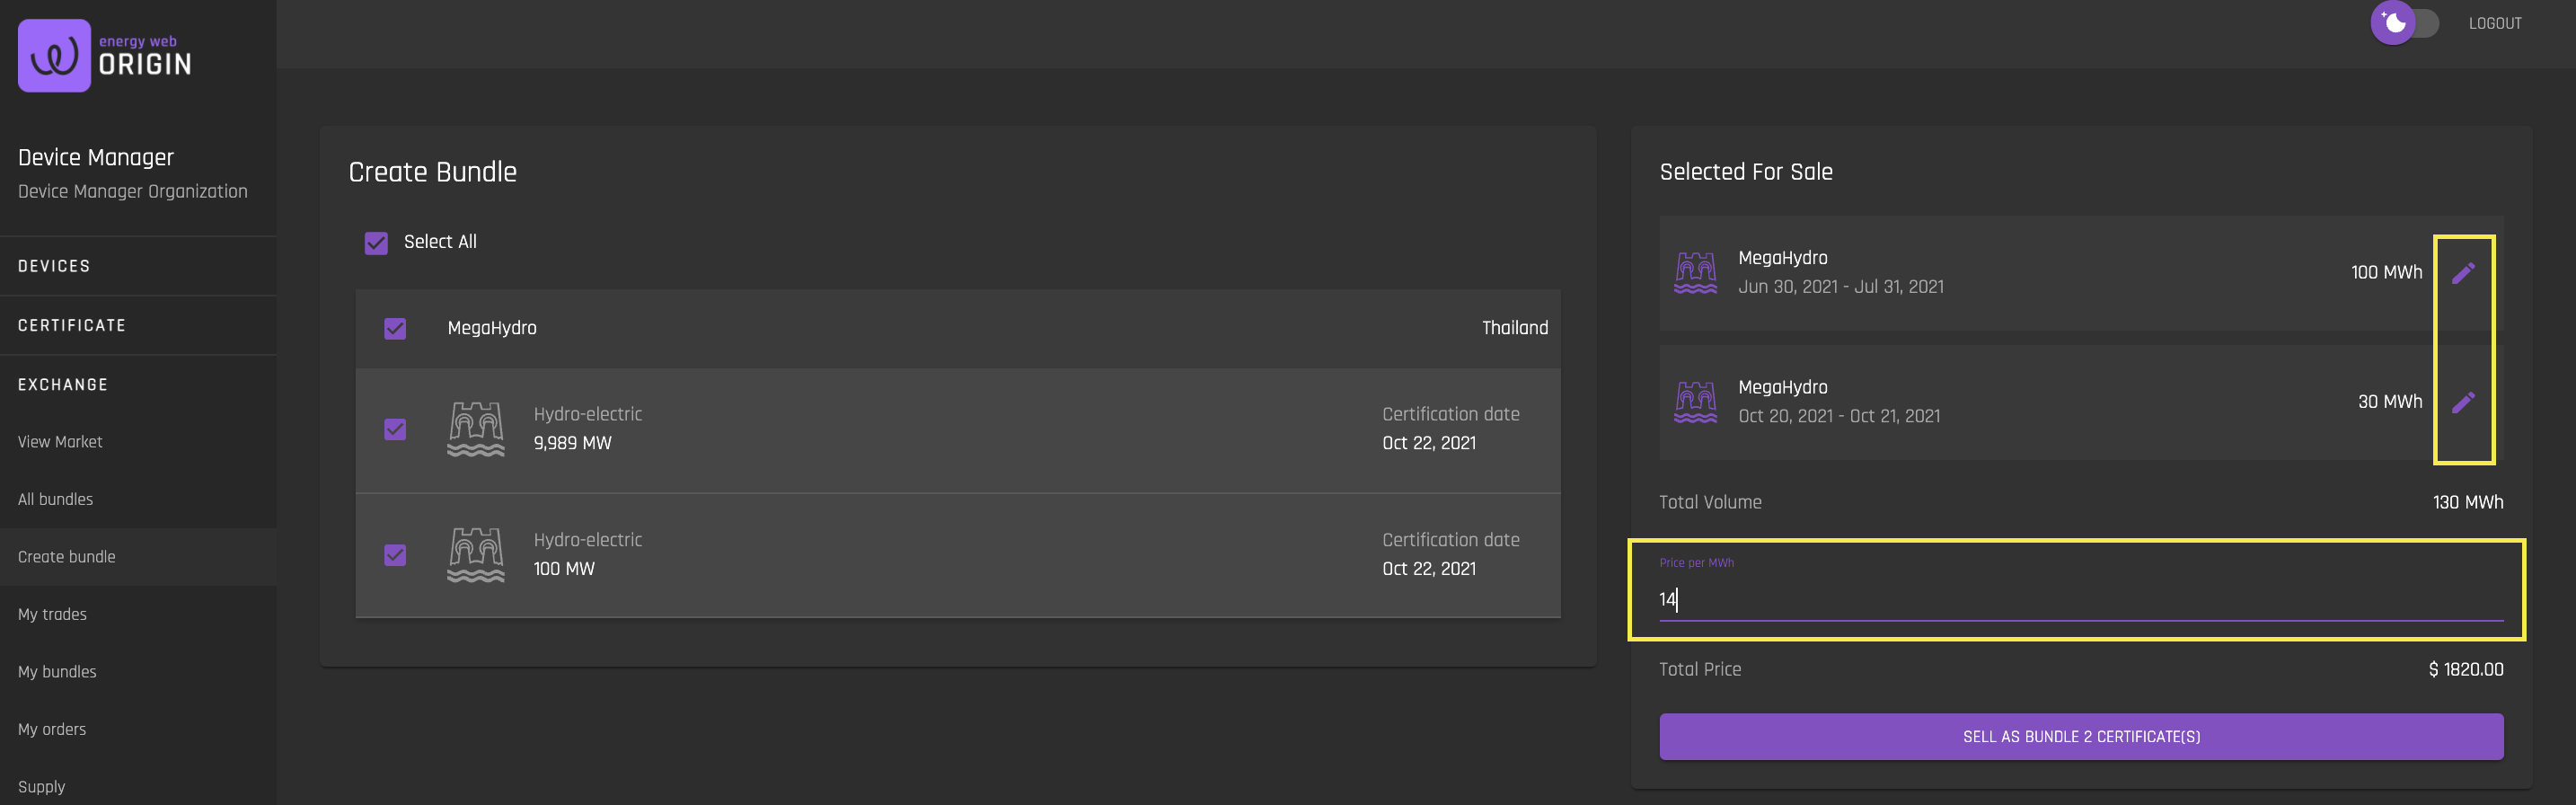 energy web
ORIGIN
LOGOUT
Device Manager
Device Manager Organization
DEVICES
CERTIFICATE
EXCHANGE
View Market
All bundles
Create bundle
My trades
My bundles
My orders
Supply
Create Bundle
Select All
MegaHydro Thailand
Hydro-electric Certification date
9,989 MW Oct 22, 2021
Hydro-electric Certification date
100 MW Oct 22, 2021
Selected For Sale
MegaHydro
Jun 30, 2021 - Jul 31, 2021
100 MWh
MegaHydro
Oct 20, 2021 - Oct 21, 2021
30 MWh
Total Volume 130 MWh
Price per MWh
14
Total Price $ 1820.00
SELL AS BUNDLE 2 CERTIFICATE(S)